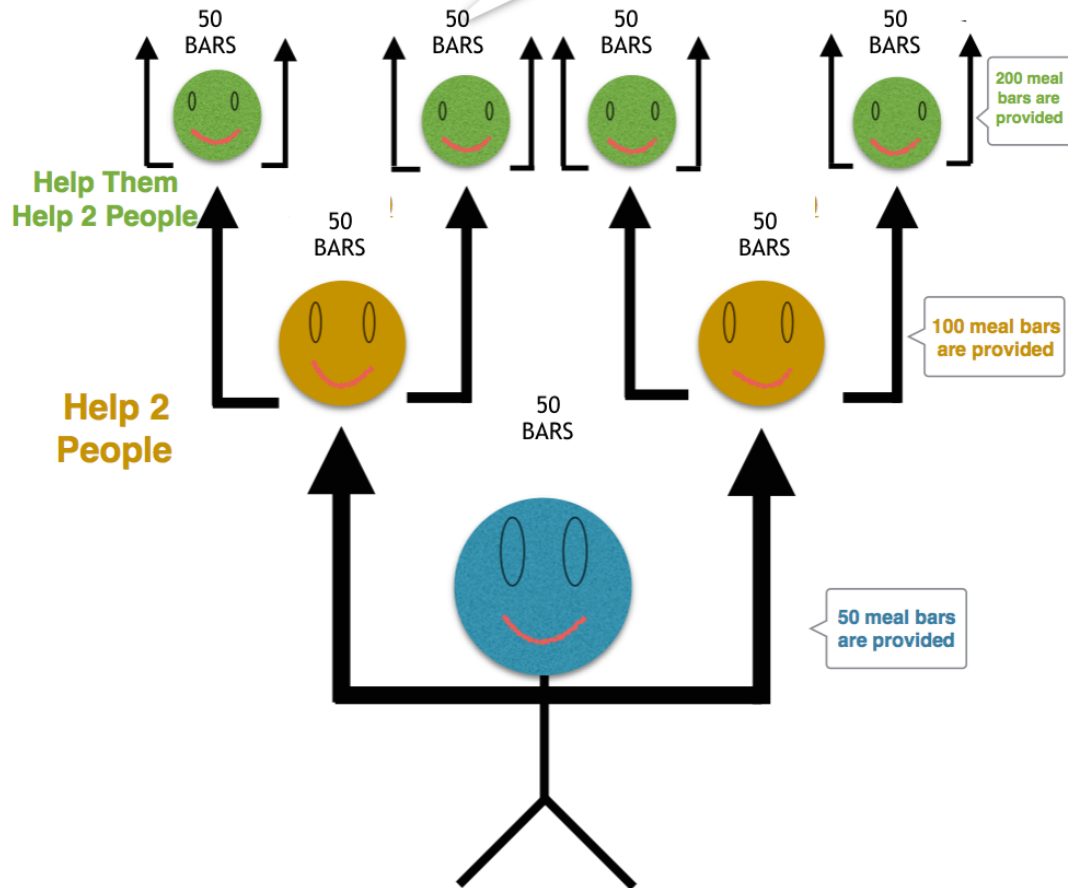 50
BARS
50
BARS
50
BARS
50
BARS
200 meal
bars are
provided
Help Them
Help 2 People
50
BARS
50
BARS
100 meal bars
are provided
Help 2
People
50
BARS
50 meal bars
are provided